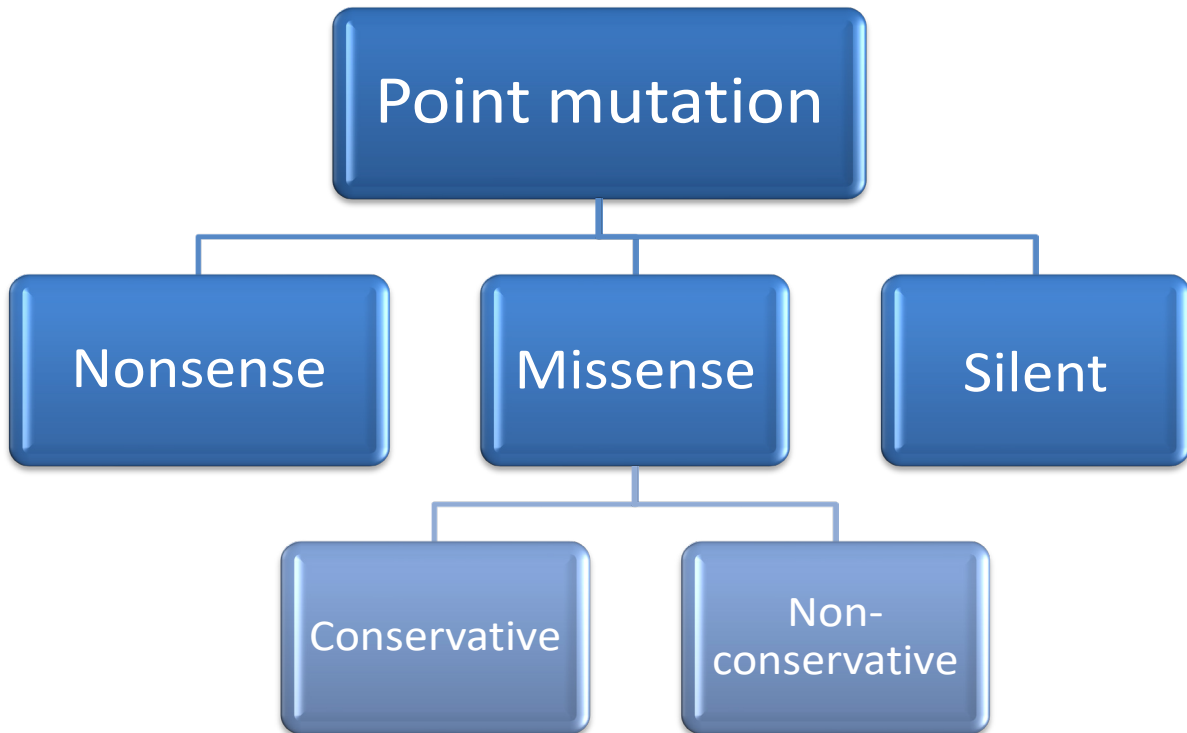 Point mutation
Nonsense
Missense
Silent
Conservative
Non-
conservative